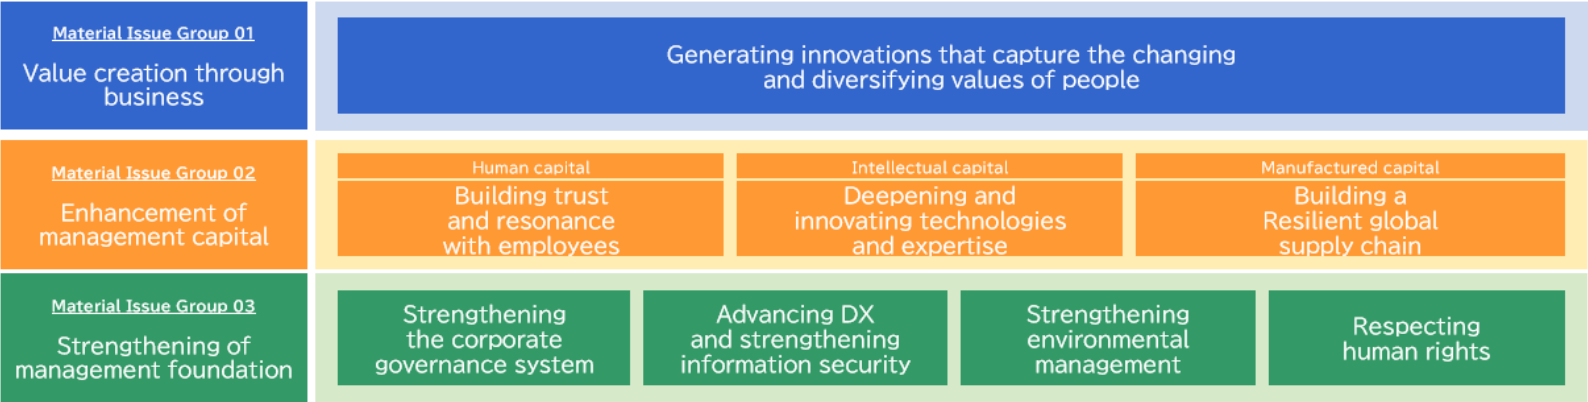 Material Issue Group 01
Value creation through
business
Generating innovations that capture the changing
and diversifying values of people
Material Issue Group 02
Enhancement of
management capital
Human capital
Building trust
and resonance
with employees
Intellectual capital
Deepening and
innovating technologies
and expertise
Manufactured capital
Building a
Resilient global
supply chain
Material Issue Group 03
Strengthening of
management foundation
Strengthening
the corporate
governance system
Advancing DX
and strengthening
information security
Strengthening
environmental
management
Respecting
human rights